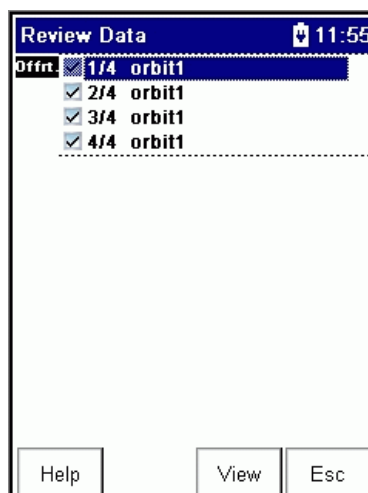 Review Data 11:55
Offrt. 1/4 orbit1
2/4 orbit1
3/4 orbit1
4/4 orbit1
Help View Esc